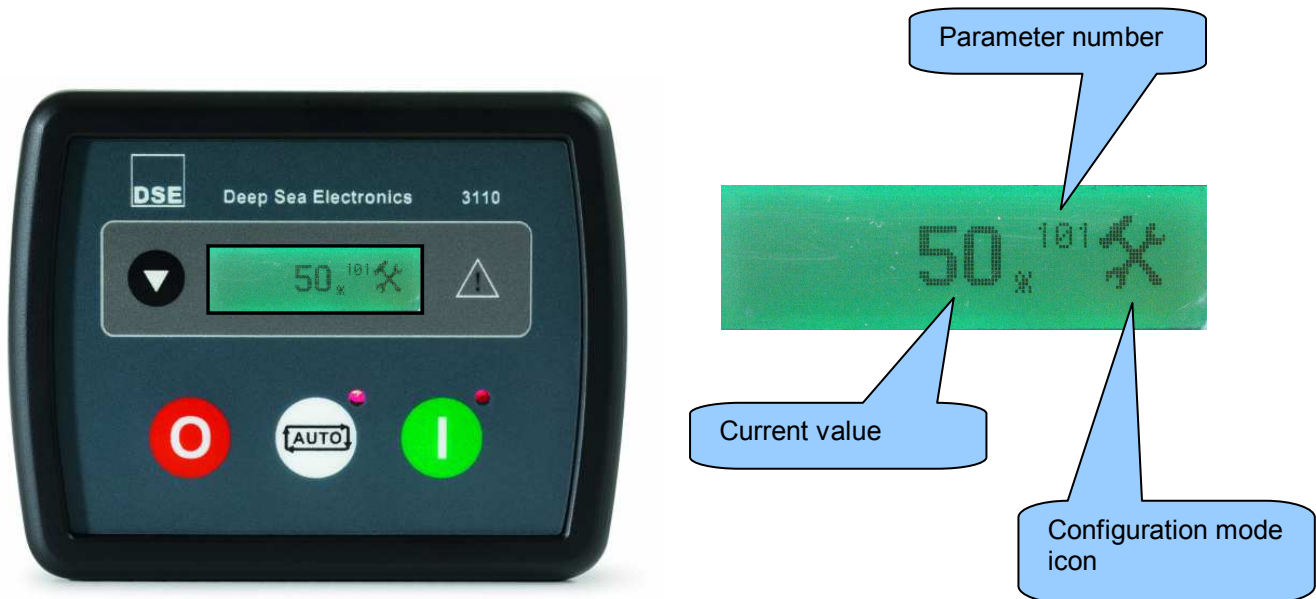 Parameter number
DSE Deep Sea Electronics 3110
50 % 101
50 % 101
O AUTO I
Current value
Configuration mode
icon